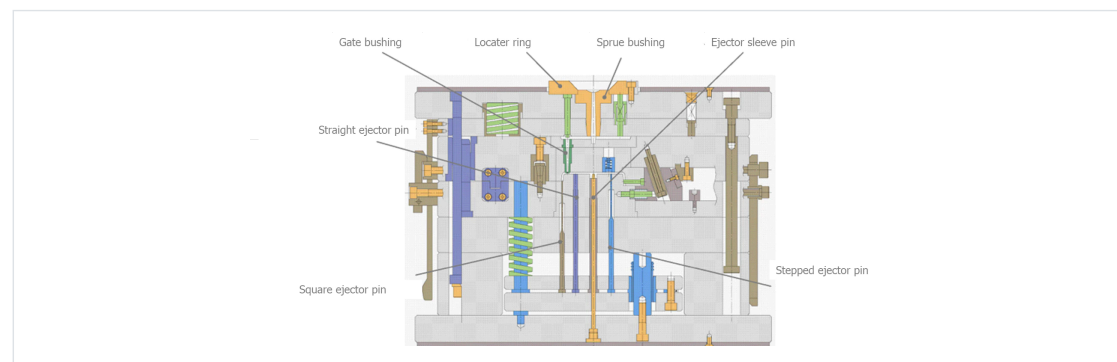 Gate bushing
Locater ring
Sprue bushing
Ejector sleeve pin
Straight ejector pin
Stepped ejector pin
Square ejector pin